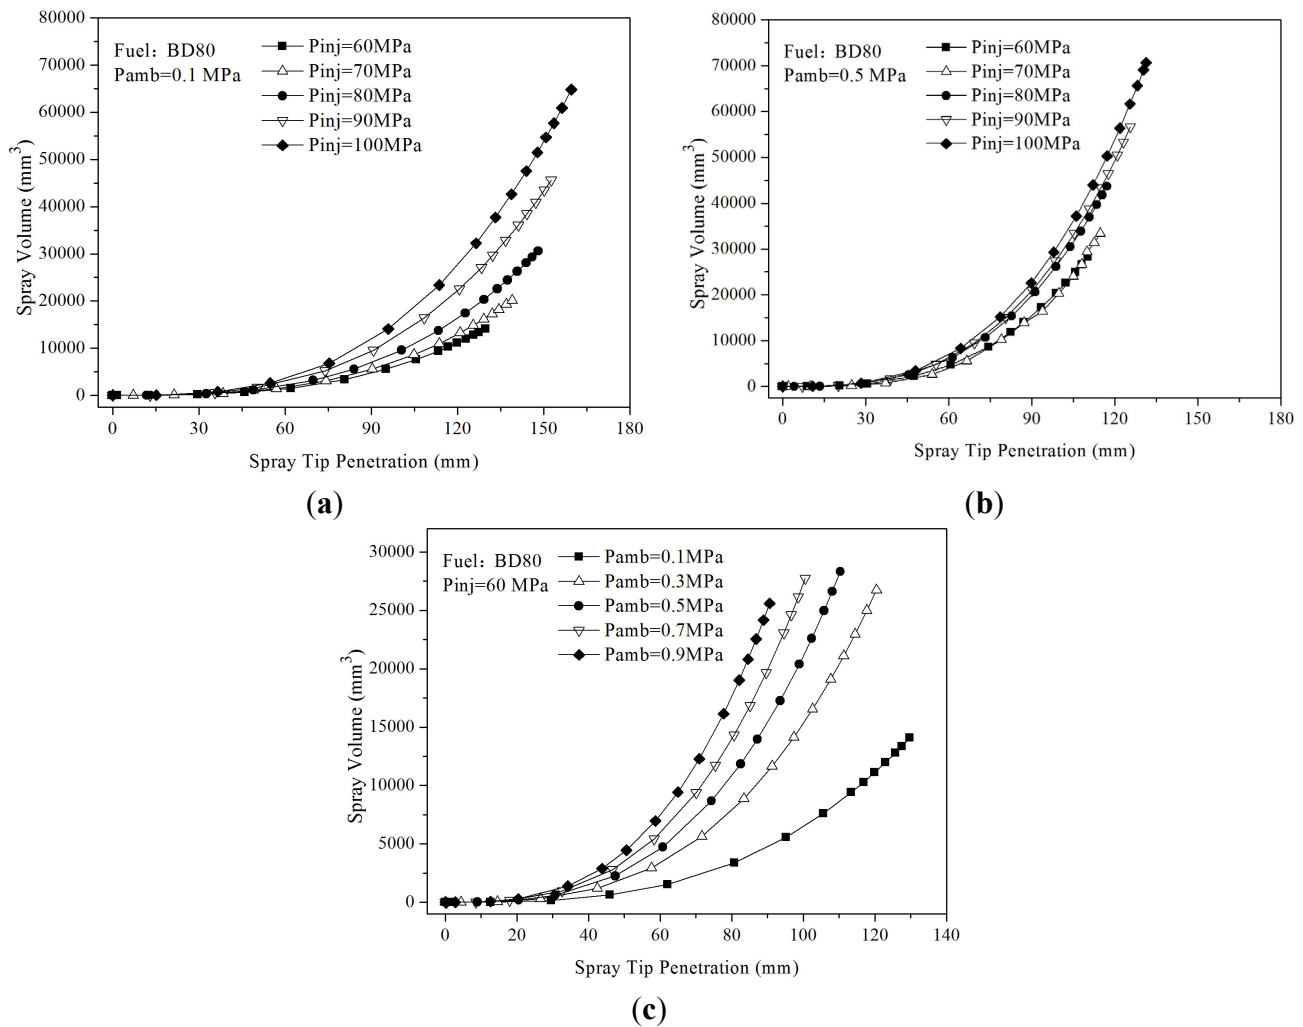 80000
70000
60000
50000
40000
30000
20000
10000
0
Spray Volume (mm³)
Fuel: BD80
Pamb=0.1 MPa
Pinj=60MPa
Pinj=70MPa
Pinj=80MPa
Pinj=90MPa
Pinj=100MPa
0 30 60 90 120 150 180
Spray Tip Penetration (mm)
(a)
80000
70000
60000
50000
40000
30000
20000
10000
0
Spray Volume (mm³)
Fuel: BD80
Pamb=0.5 MPa
Pinj=60MPa
Pinj=70MPa
Pinj=80MPa
Pinj=90MPa
Pinj=100MPa
0 30 60 90 120 150 180
Spray Tip Penetration (mm)
(b)
30000
25000
20000
15000
10000
5000
0
Spray Volume (mm³)
Fuel: BD80
Pinj=60 MPa
Pamb=0.1MPa
Pamb=0.3MPa
Pamb=0.5MPa
Pamb=0.7MPa
Pamb=0.9MPa
0 20 40 60 80 100 120 140
Spray Tip Penetration (mm)
(c)